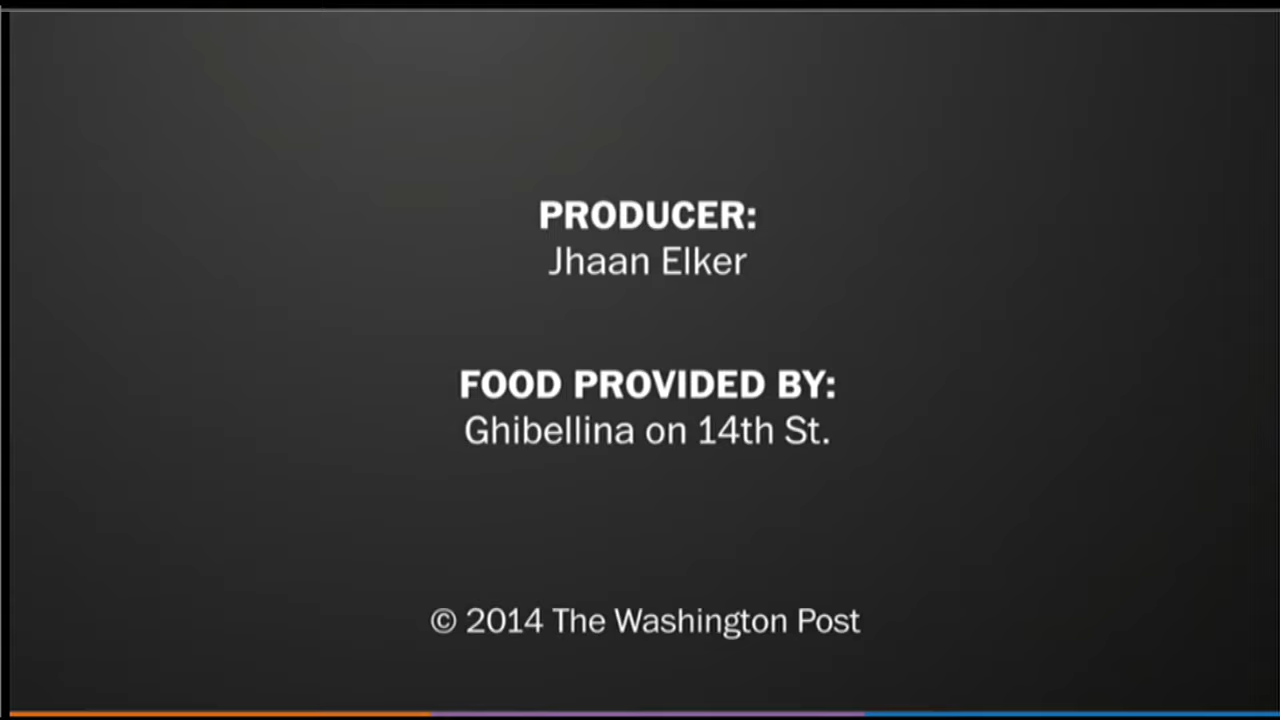 PRODUCER:
Jhaan Elker
FOOD PROVIDED BY:
Ghibellina on 14th St.
© 2014 The Washington Post